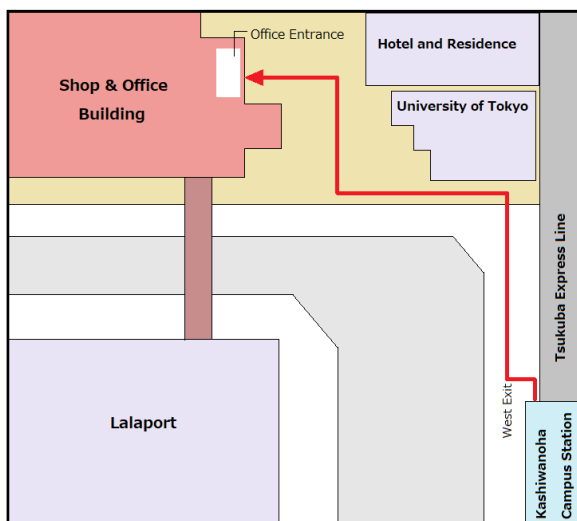 Office Entrance
Hotel and Residence
Shop & Office
Building
University of Tokyo
Tsukuba Express Line
Lalaport
West Exit
Kashiwanoha
Campus Station